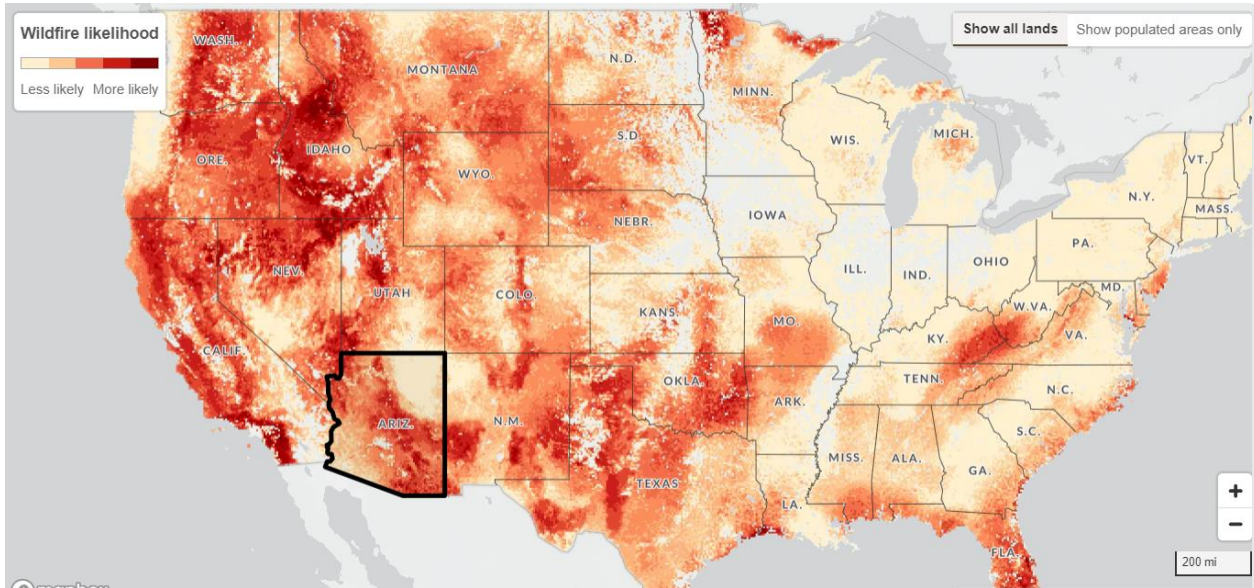 Wildfire likelihood
Less likely More likely
Show all lands Show populated areas only
WASH.
MONTANA
N.D.
MINN.
ORE.
IDAHO
WYO.
S.D.
WIS.
MICH.
VT.
N.Y.
MASS.
NEBR.
IOWA
PA.
NEV.
UTAH
COLO.
KANS.
MO.
ILL.
IND.
OHIO
MD.
W.VA.
VA.
KY.
CALIF.
ARIZ.
N.M.
OKLA.
ARK.
TENN.
N.C.
S.C.
TEXAS
MISS.
ALA.
GA.
LA.
FLA.
+
−
200 mi